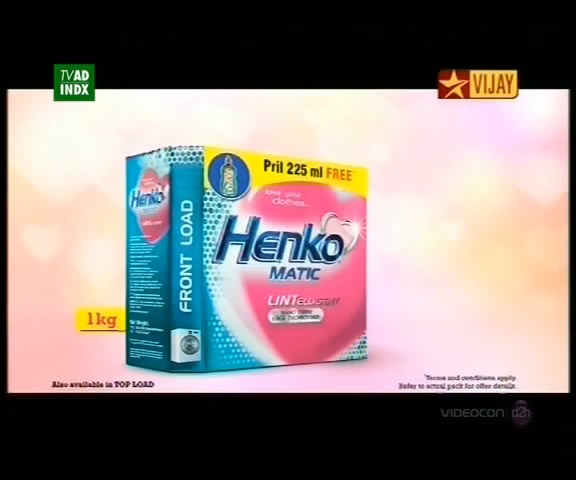 TV AD
INDX
VIJAY
Pril 225 ml FREE*
love your
clothes...
Henko
MATIC
LINTelligent
Henko
FRONT LOAD
1kg
Also available in TOP LOAD
*Terms and conditions apply.
Refer to actual pack for offer details.
VIDEOCON d2h